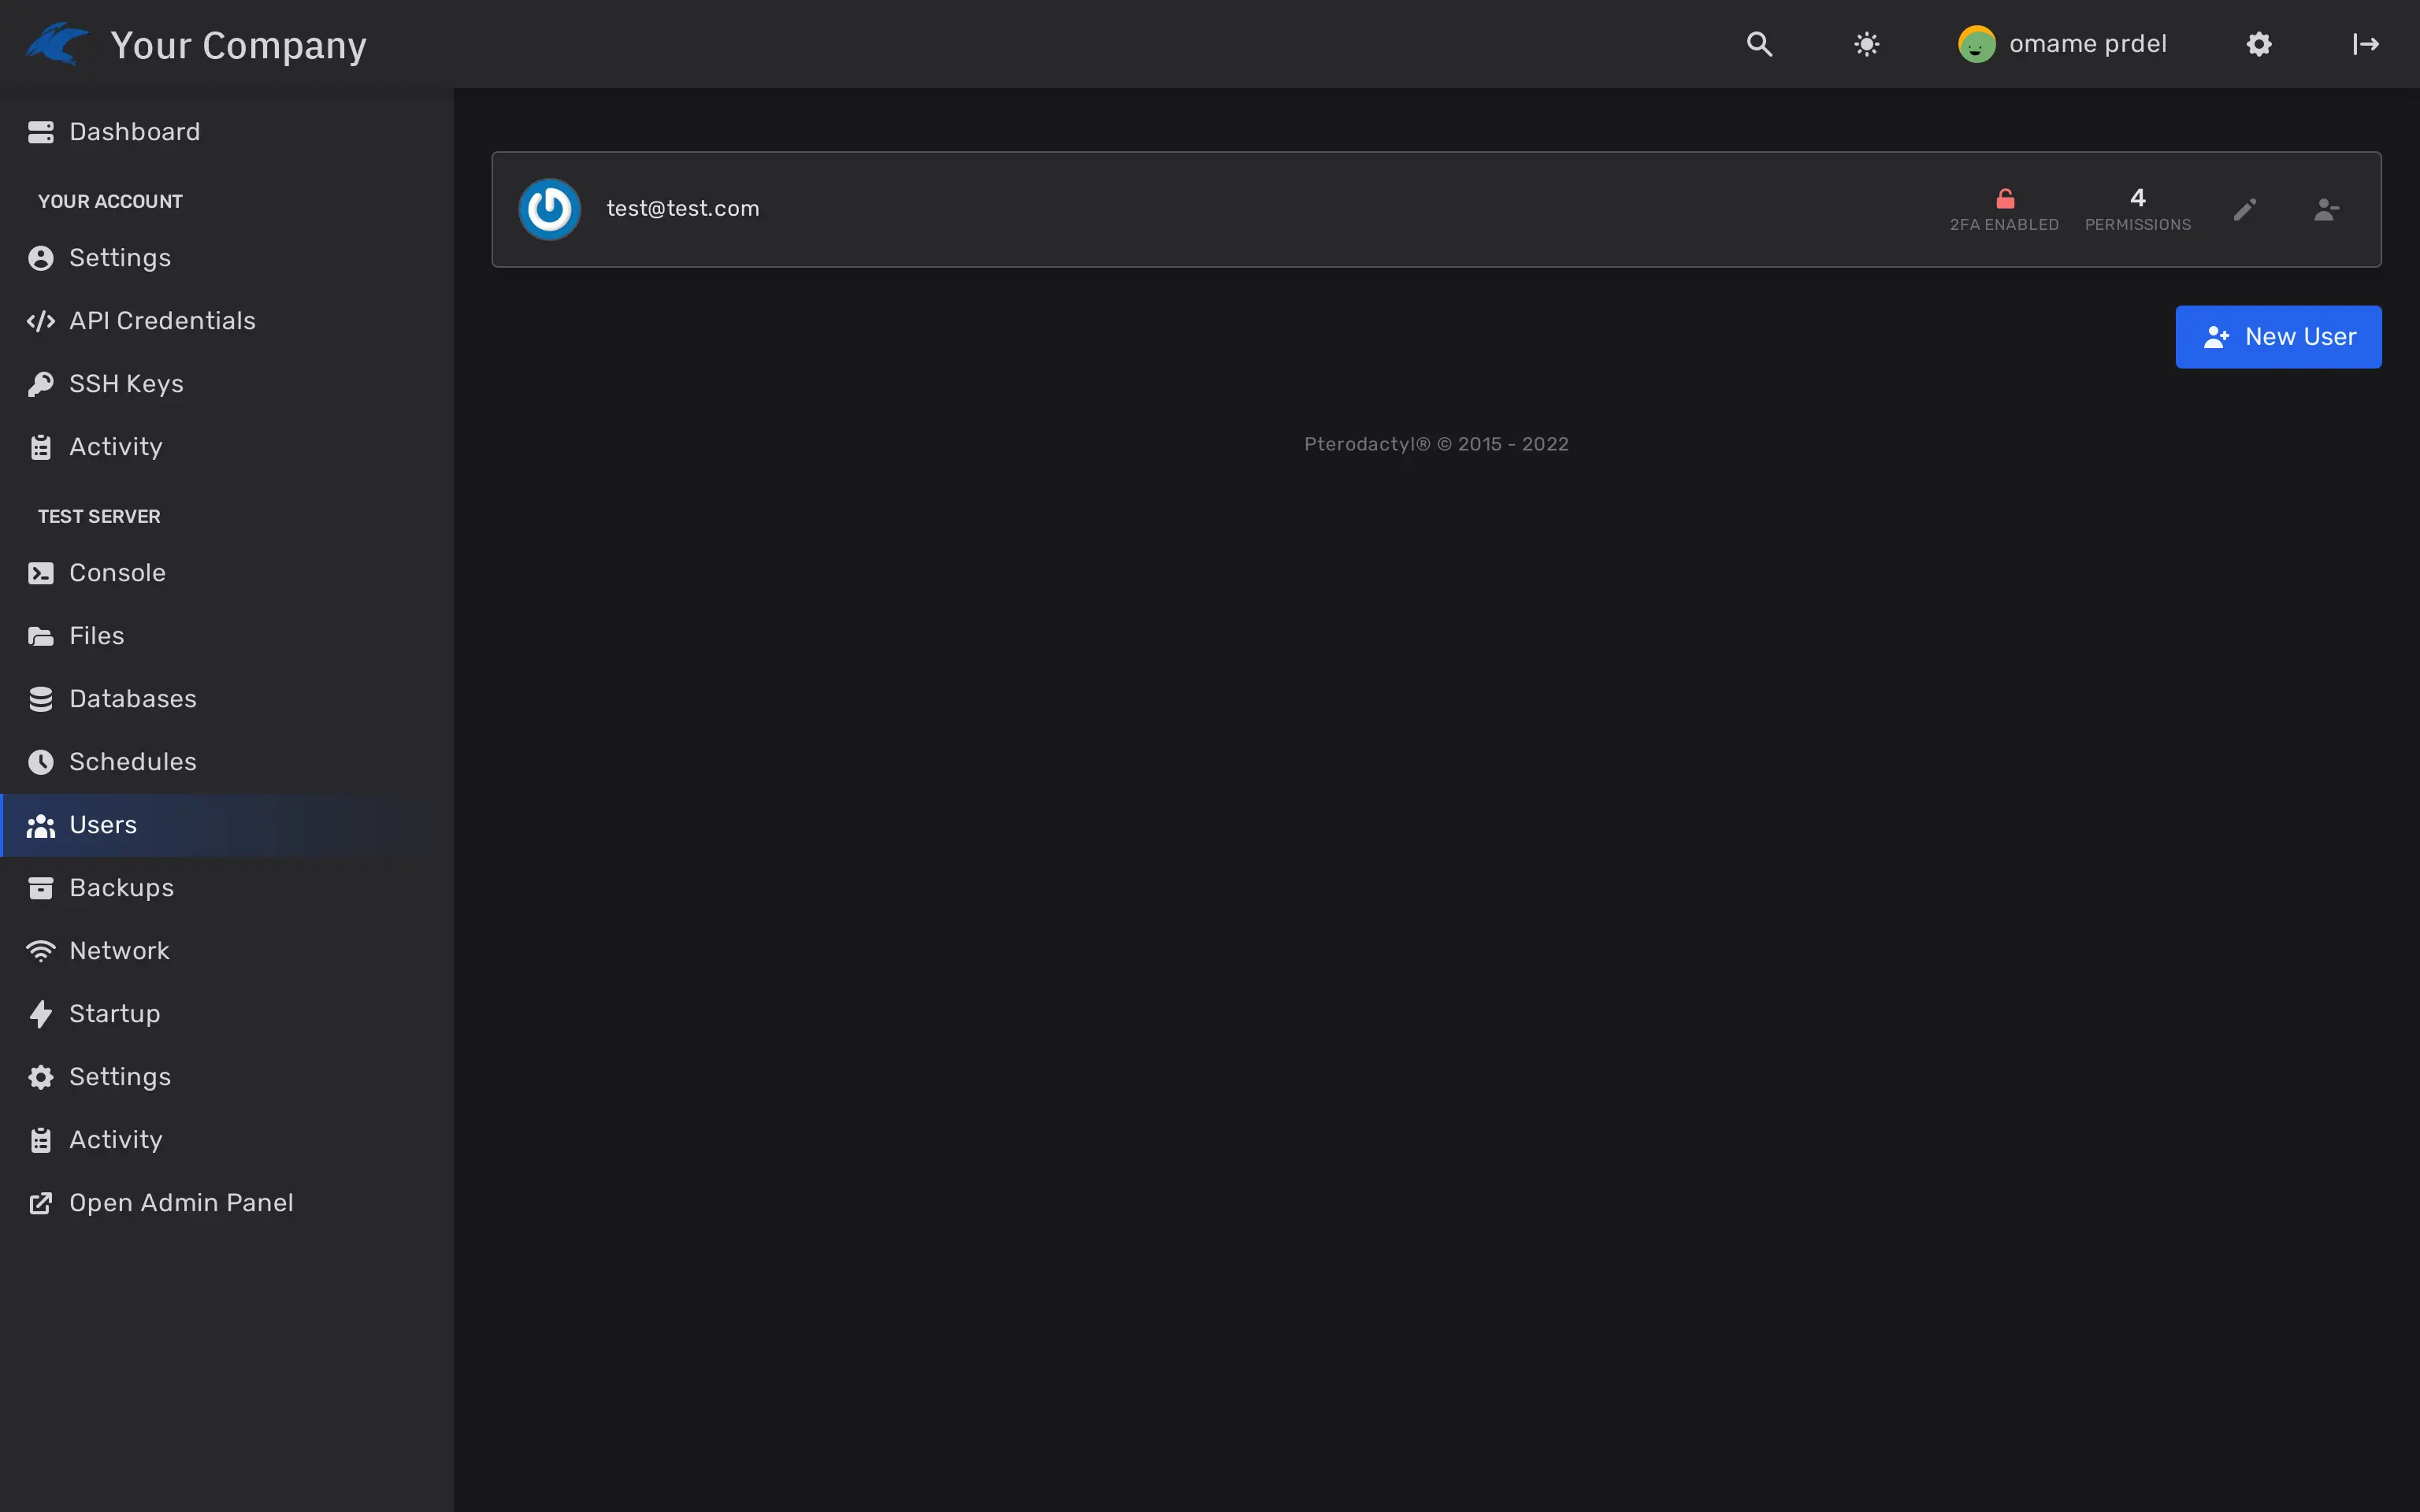 Your Company
omame prdel
Dashboard
YOUR ACCOUNT
Settings
API Credentials
SSH Keys
Activity
TEST SERVER
Console
Files
Databases
Schedules
Users
Backups
Network
Startup
Settings
Activity
Open Admin Panel
test@test.com
2FA ENABLED
4
PERMISSIONS
New User
Pterodactyl® © 2015 - 2022